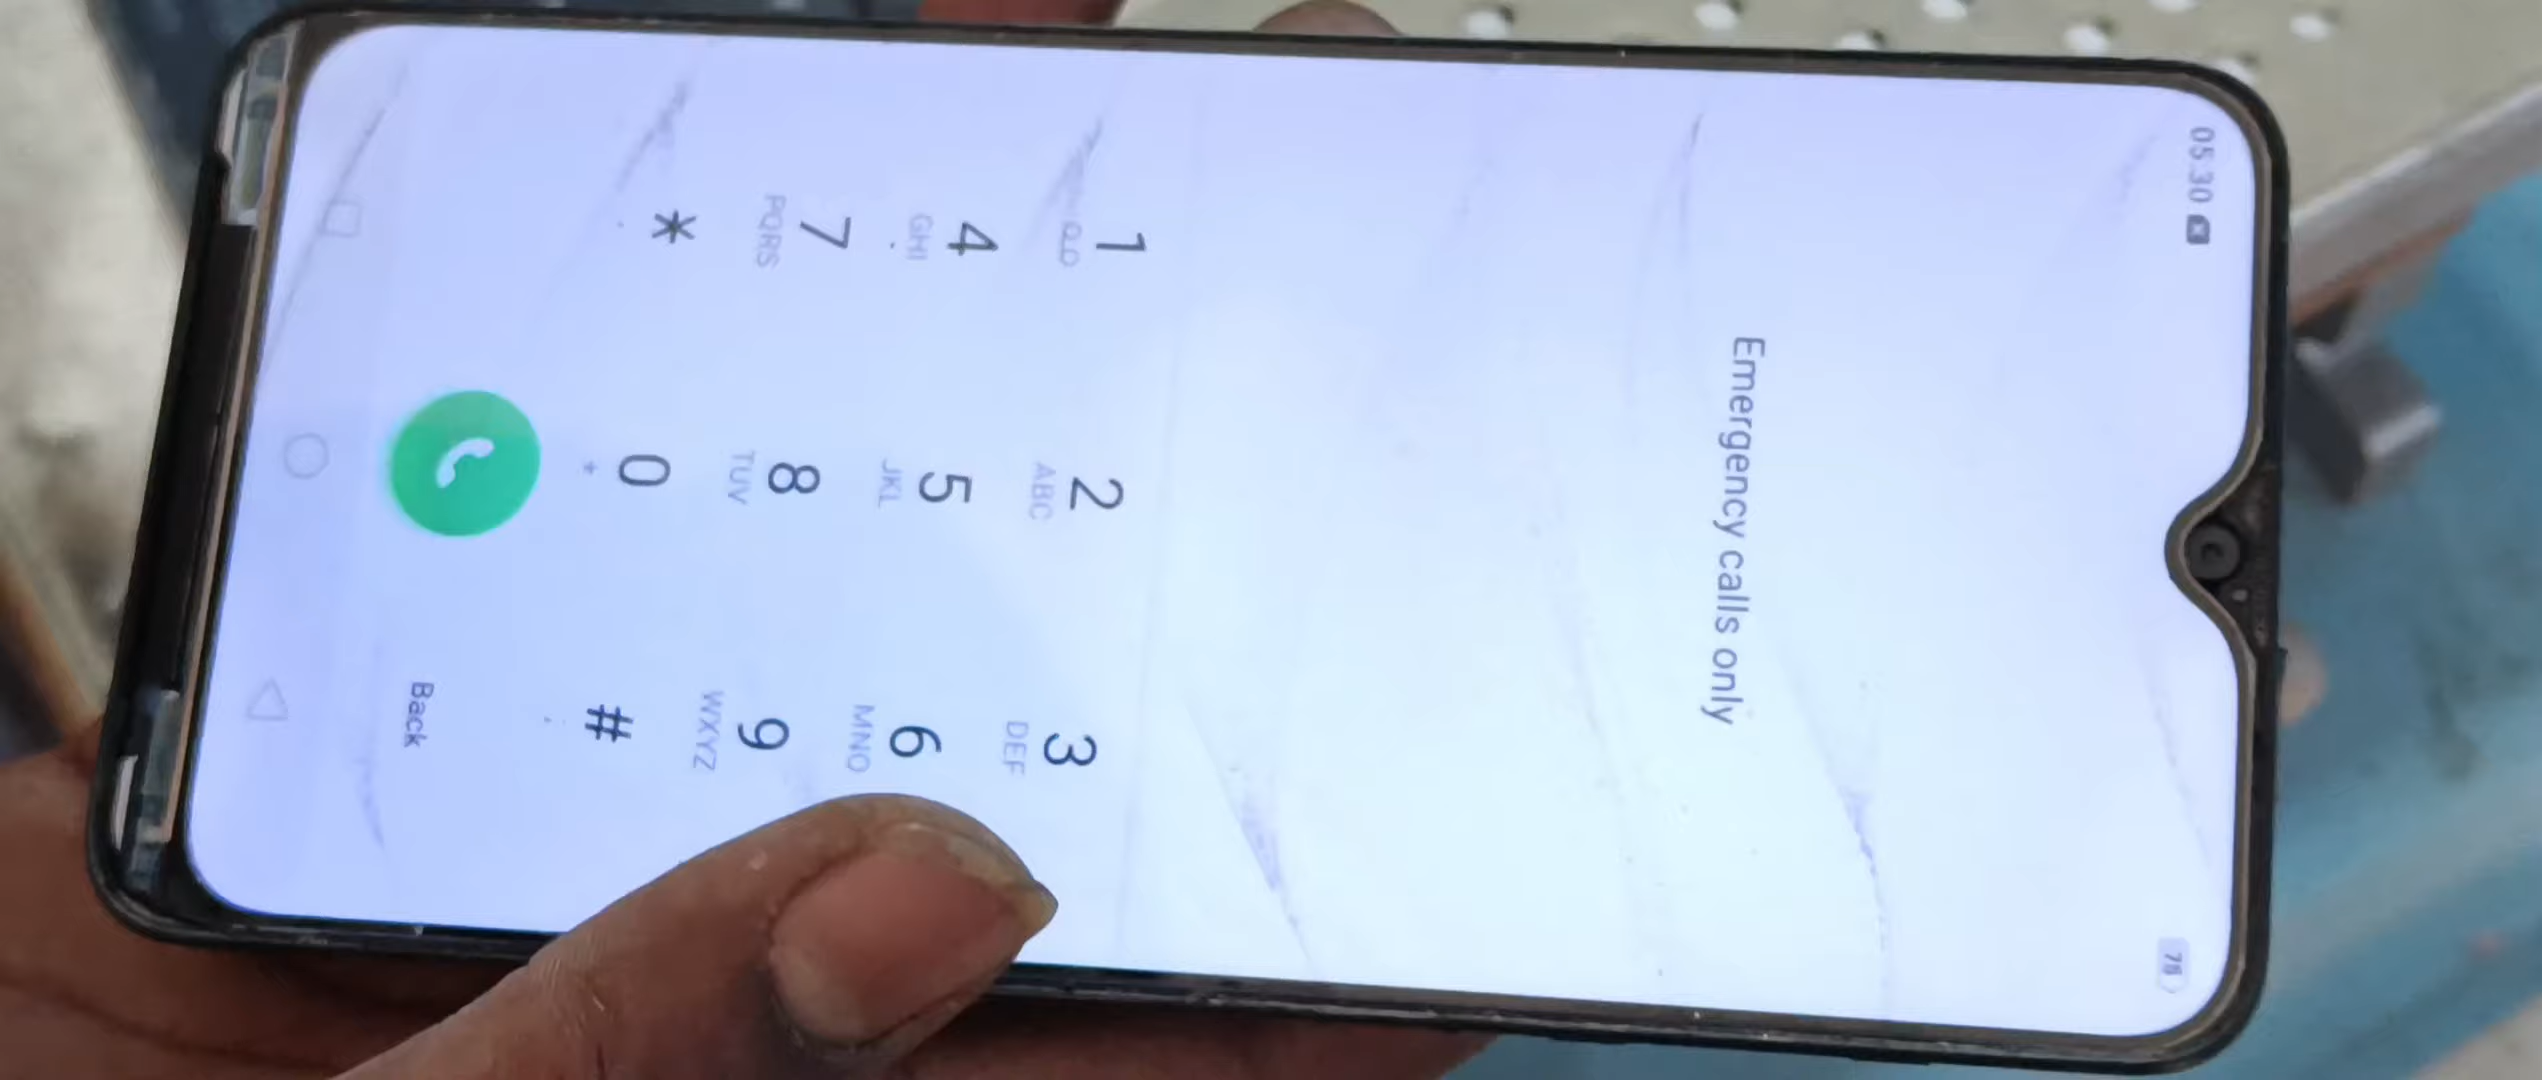 05.30
Emergency calls only
1 2 3
ABC DEF
4 5 6
GHI JKL MNO
7 8 9
PQRS TUV WXYZ
* 0 #
Back